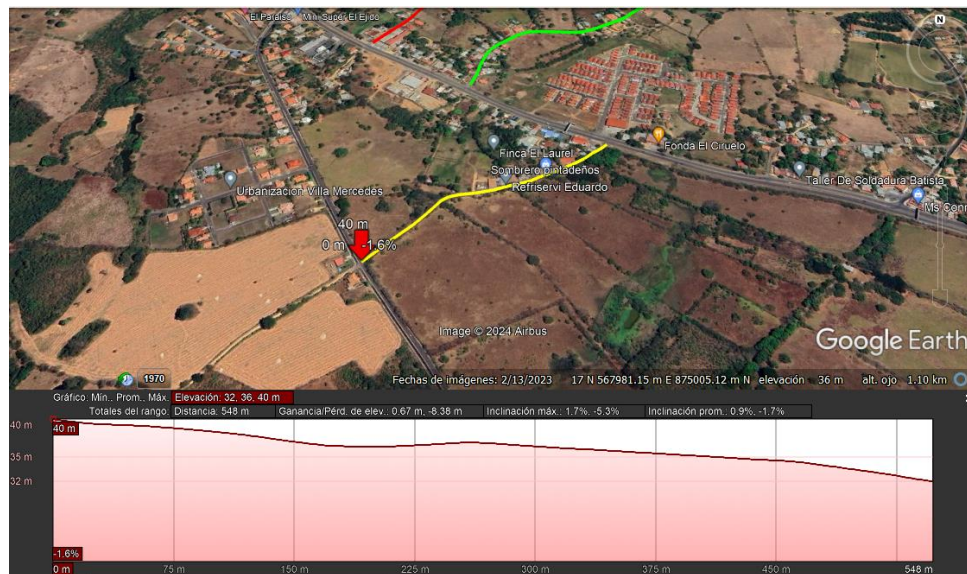 El Paraíso
Mini Super El Ejido
N
Finca El Laurel
Fonda El Ciruelo
Sombrero pintadeños
Refriservi Eduardo
Taller De Soldadura Batista
Urbanización Villa Mercedes
40 m
0 m -1.6%
Image © 2024 Airbus
Google Earth
1970
Fechas de imágenes: 2/13/2023 17 N 567981.15 m E 875005.12 m N elevación 36 m alt. ojo 1.10 km
Gráfico: Mín., Prom., Máx. Elevación: 32, 36, 40 m
Totales del rango: Distancia: 548 m Ganancia/Pérd. de elev.: 0.67 m, -8.38 m Inclinación máx.: 1.7%, -5.3% Inclinación prom.: 0.9%, -1.7%
40 m
40 m
35 m
32 m
-1.6%
0 m 75 m 150 m 225 m 300 m 375 m 450 m 548 m